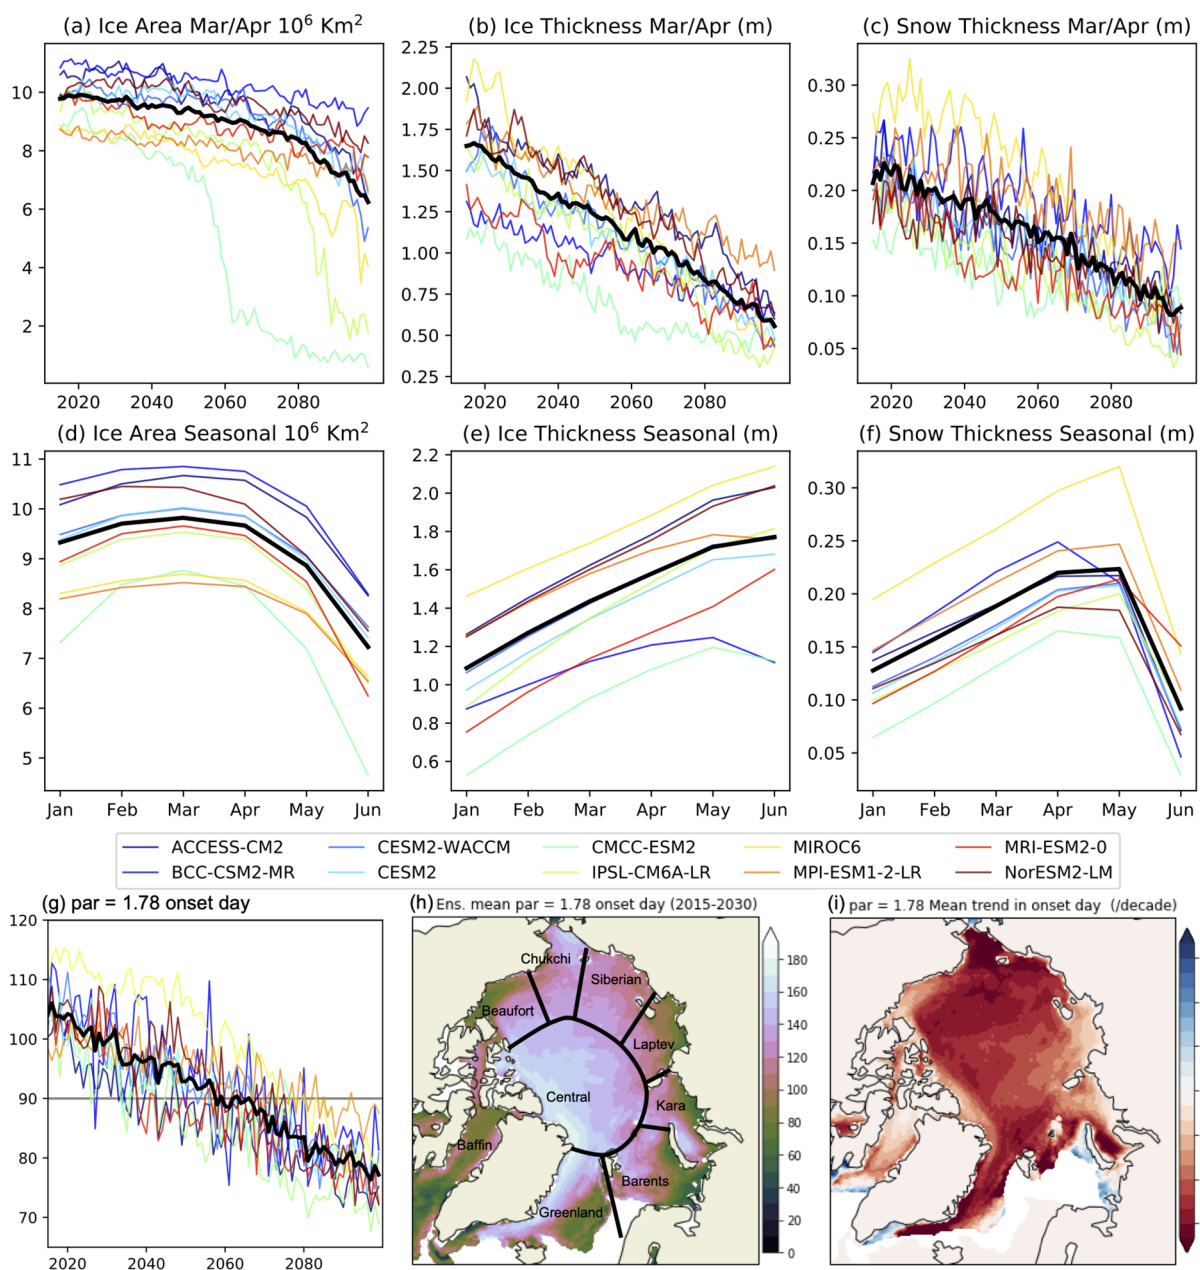 (a) Ice Area Mar/Apr 10⁶ Km²
(b) Ice Thickness Mar/Apr (m)
(c) Snow Thickness Mar/Apr (m)
10
8
6
4
2
2020 2040 2060 2080
2.25
2.00
1.75
1.50
1.25
1.00
0.75
0.50
0.25
2020 2040 2060 2080
0.30
0.25
0.20
0.15
0.10
0.05
2020 2040 2060 2080
(d) Ice Area Seasonal 10⁶ Km²
(e) Ice Thickness Seasonal (m)
(f) Snow Thickness Seasonal (m)
11
10
9
8
7
6
5
Jan Feb Mar Apr May Jun
2.2
2.0
1.8
1.6
1.4
1.2
1.0
0.8
0.6
Jan Feb Mar Apr May Jun
0.30
0.25
0.20
0.15
0.10
0.05
Jan Feb Mar Apr May Jun
ACCESS-CM2 CESM2-WACCM CMCC-ESM2 MIROC6 MRI-ESM2-0
BCC-CSM2-MR CESM2 IPSL-CM6A-LR MPI-ESM1-2-LR NorESM2-LM
(g) par = 1.78 onset day
(h) Ens. mean par = 1.78 onset day (2015-2030)
(i) par = 1.78 Mean trend in onset day (/decade)
120
110
100
90
80
70
2020 2040 2060 2080
Chukchi
Siberian
Beaufort
Laptev
Central
Kara
Baffin
Barents
Greenland
180
160
140
120
100
80
60
40
20
0